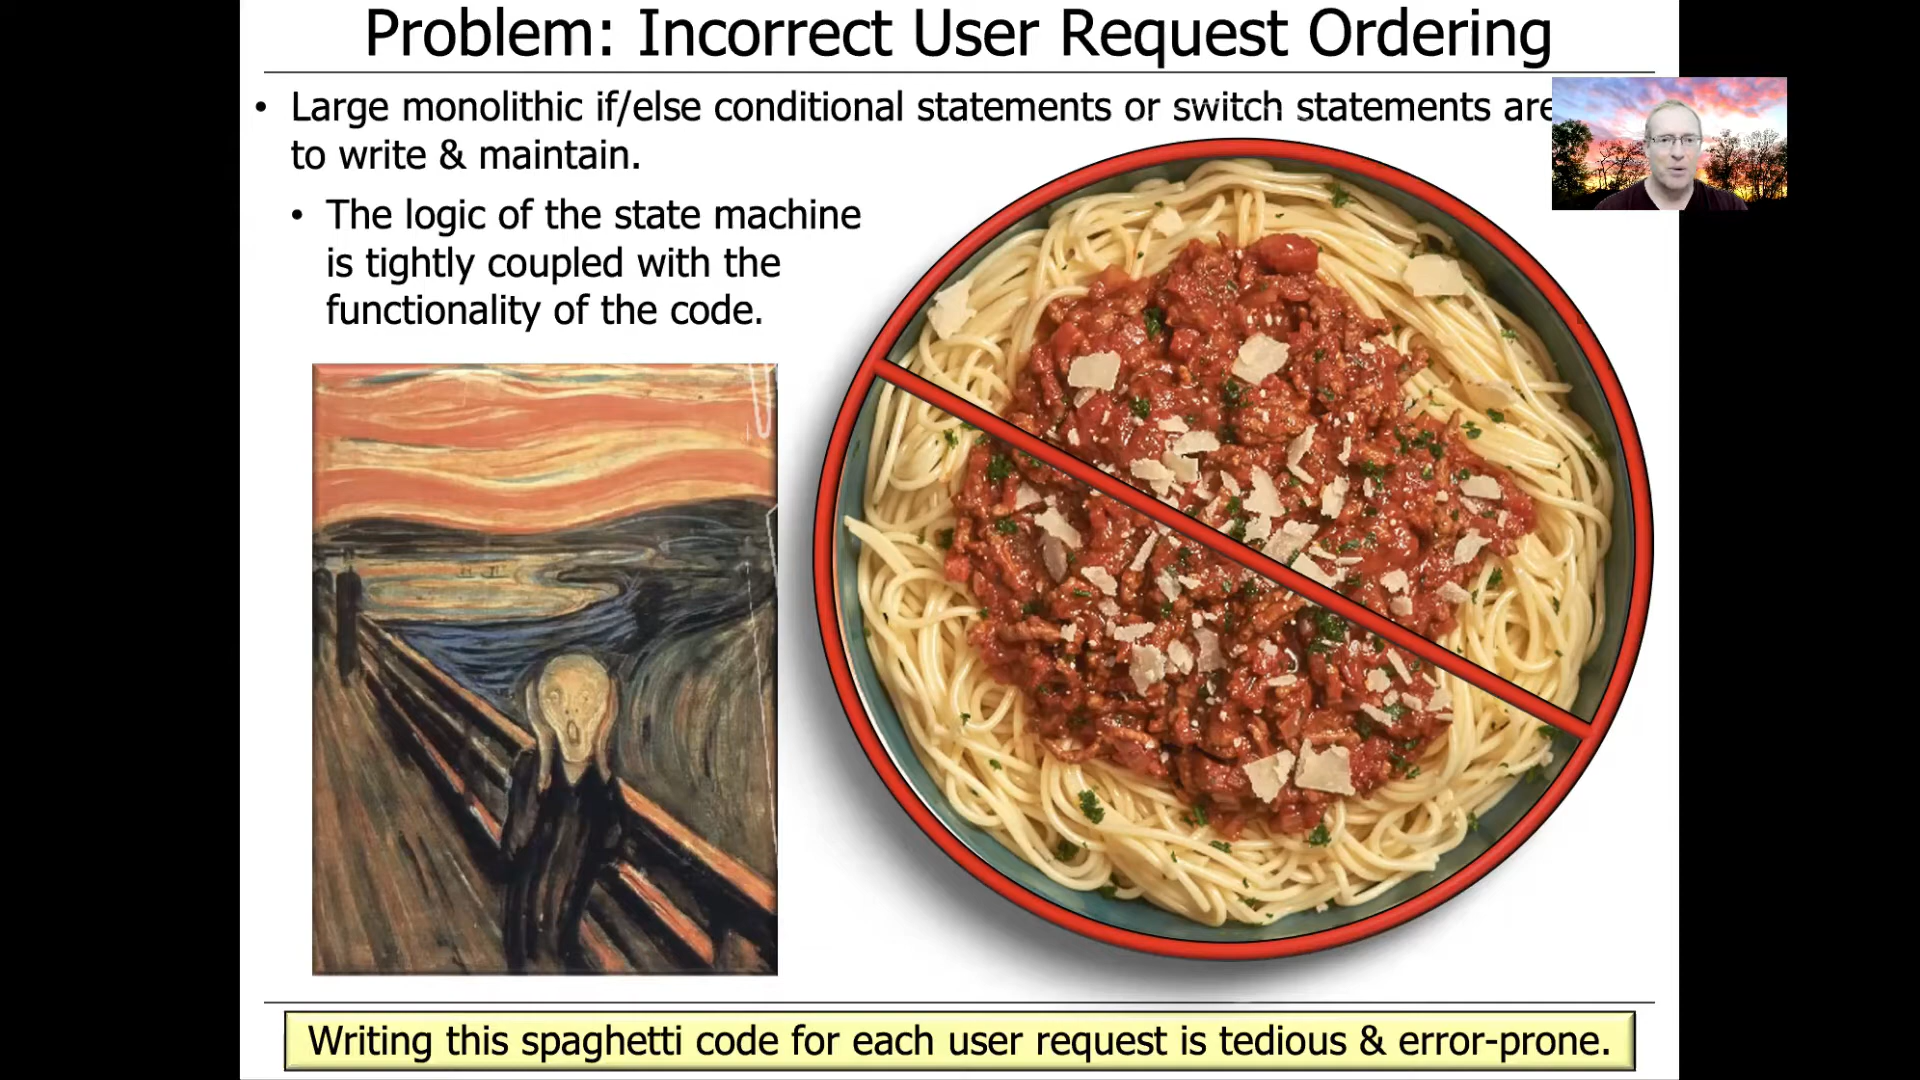 Problem: Incorrect User Request Ordering
• Large monolithic if/else conditional statements or switch statements are
to write & maintain.
• The logic of the state machine
is tightly coupled with the
functionality of the code.
Writing this spaghetti code for each user request is tedious & error-prone.